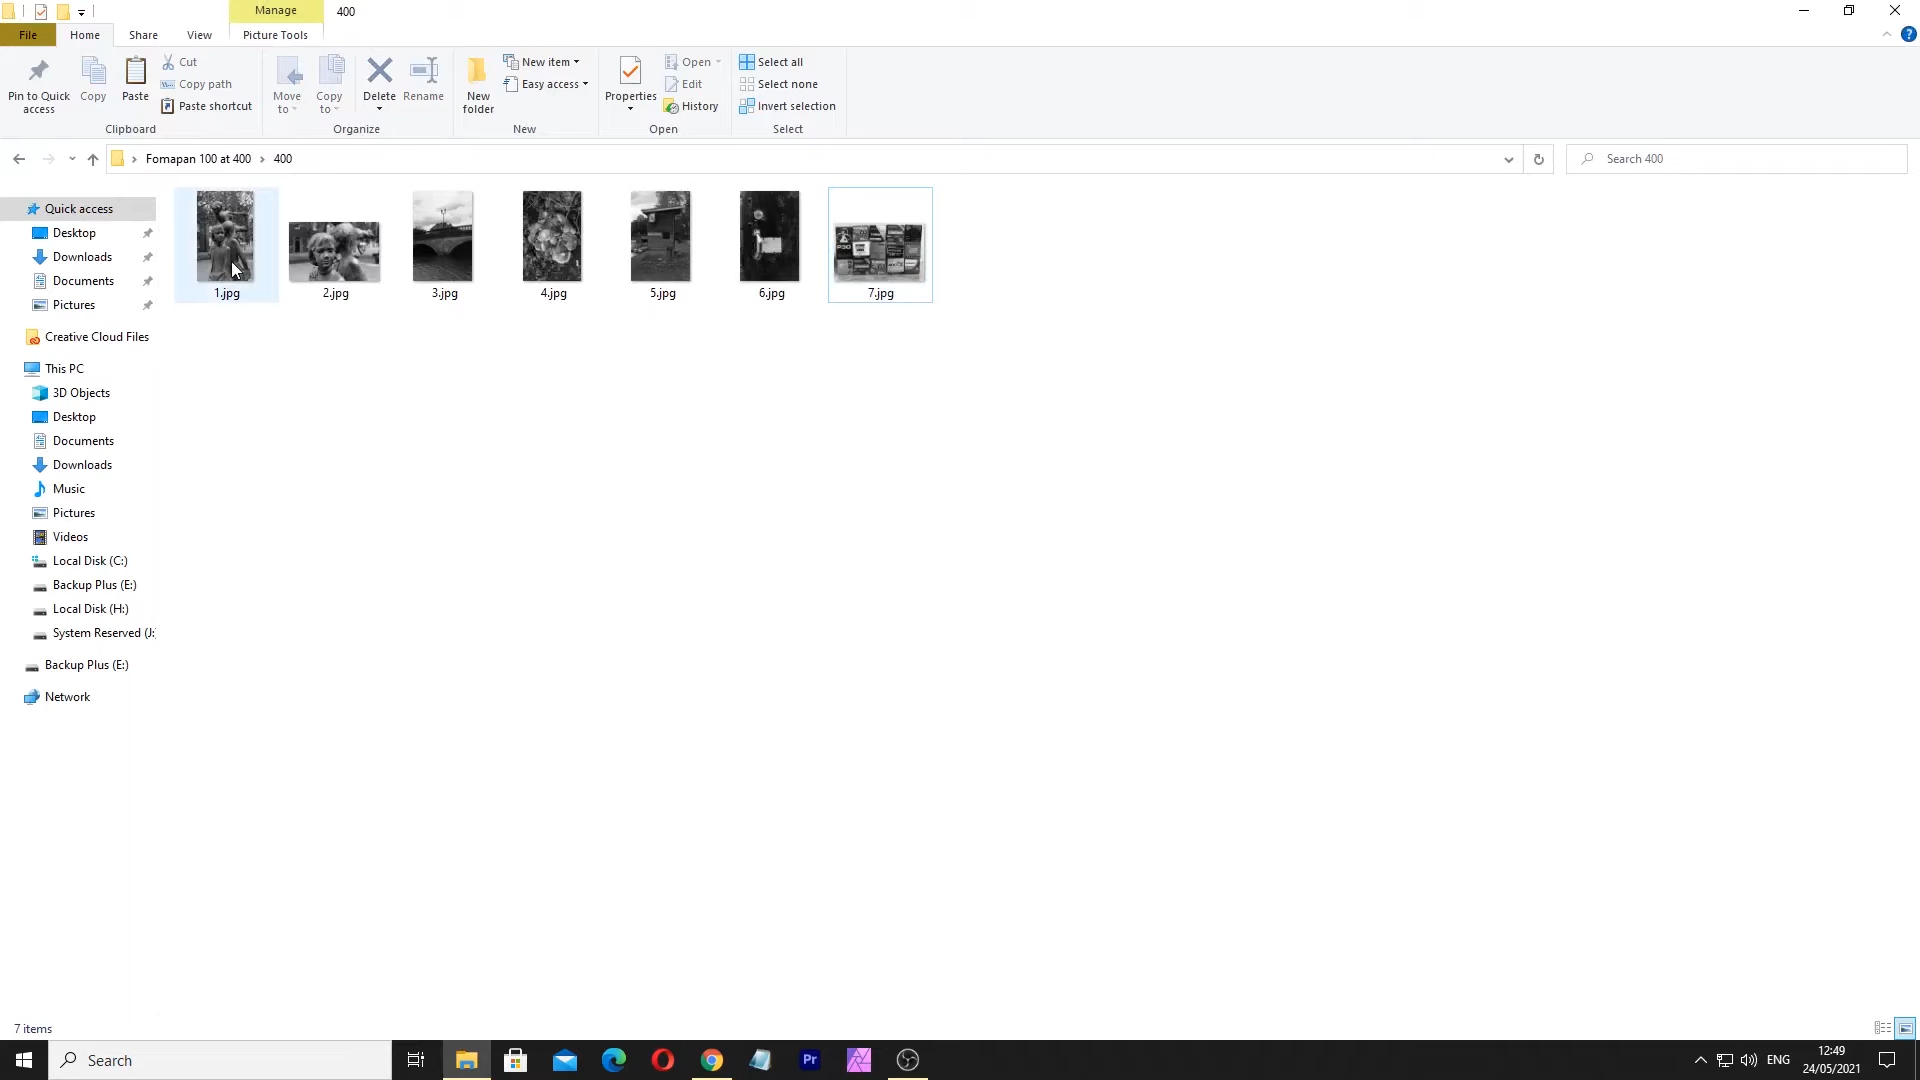 Manage 400
File Home Share View Picture Tools
Pin to Quick access
Copy
Paste
Cut
Copy path
Paste shortcut
Clipboard
Move to
Copy to
Delete
Rename
Organize
New folder
New item
Easy access
New
Properties
Open
Edit
History
Open
Select all
Select none
Invert selection
Select
Fomapan 100 at 400 › 400
Search 400
Quick access
Desktop
Downloads
Documents
Pictures
Creative Cloud Files
This PC
3D Objects
Desktop
Documents
Downloads
Music
Pictures
Videos
Local Disk (C:)
Backup Plus (E:)
Local Disk (H:)
System Reserved (J:
Backup Plus (E:)
Network
1.jpg 2.jpg 3.jpg 4.jpg 5.jpg 6.jpg 7.jpg
7 items
Search
Pr
ENG
12:49
24/05/2021